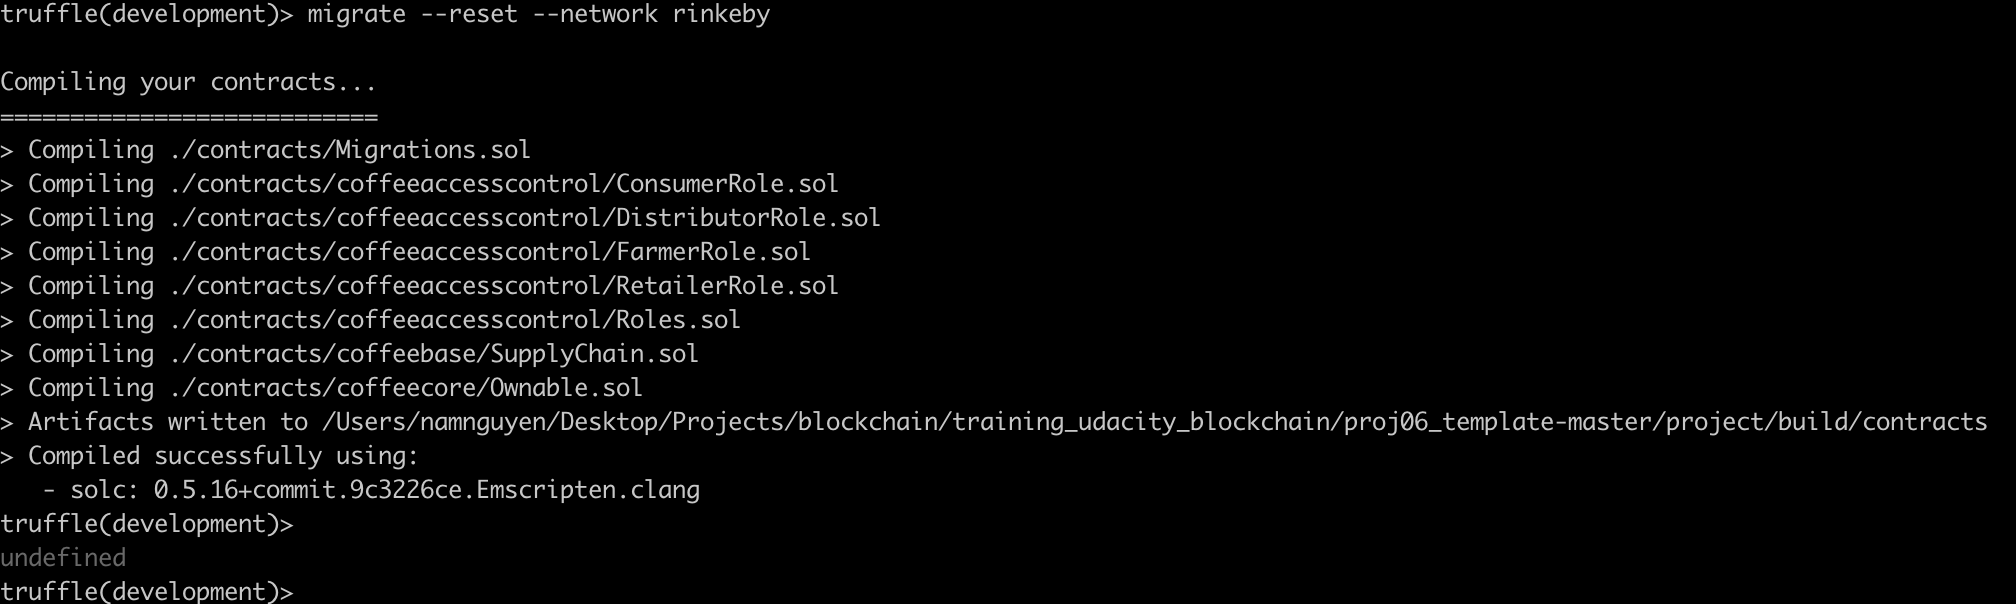 truffle(development)> migrate --reset --network rinkeby
Compiling your contracts...
===========================
> Compiling ./contracts/Migrations.sol
> Compiling ./contracts/coffeeaccesscontrol/ConsumerRole.sol
> Compiling ./contracts/coffeeaccesscontrol/DistributorRole.sol
> Compiling ./contracts/coffeeaccesscontrol/FarmerRole.sol
> Compiling ./contracts/coffeeaccesscontrol/RetailerRole.sol
> Compiling ./contracts/coffeeaccesscontrol/Roles.sol
> Compiling ./contracts/coffeebase/SupplyChain.sol
> Compiling ./contracts/coffeecore/Ownable.sol
> Artifacts written to /Users/namnguyen/Desktop/Projects/blockchain/training_udacity_blockchain/proj06_template-master/project/build/contracts
> Compiled successfully using:
   - solc: 0.5.16+commit.9c3226ce.Emscripten.clang
truffle(development)>
undefined
truffle(development)>